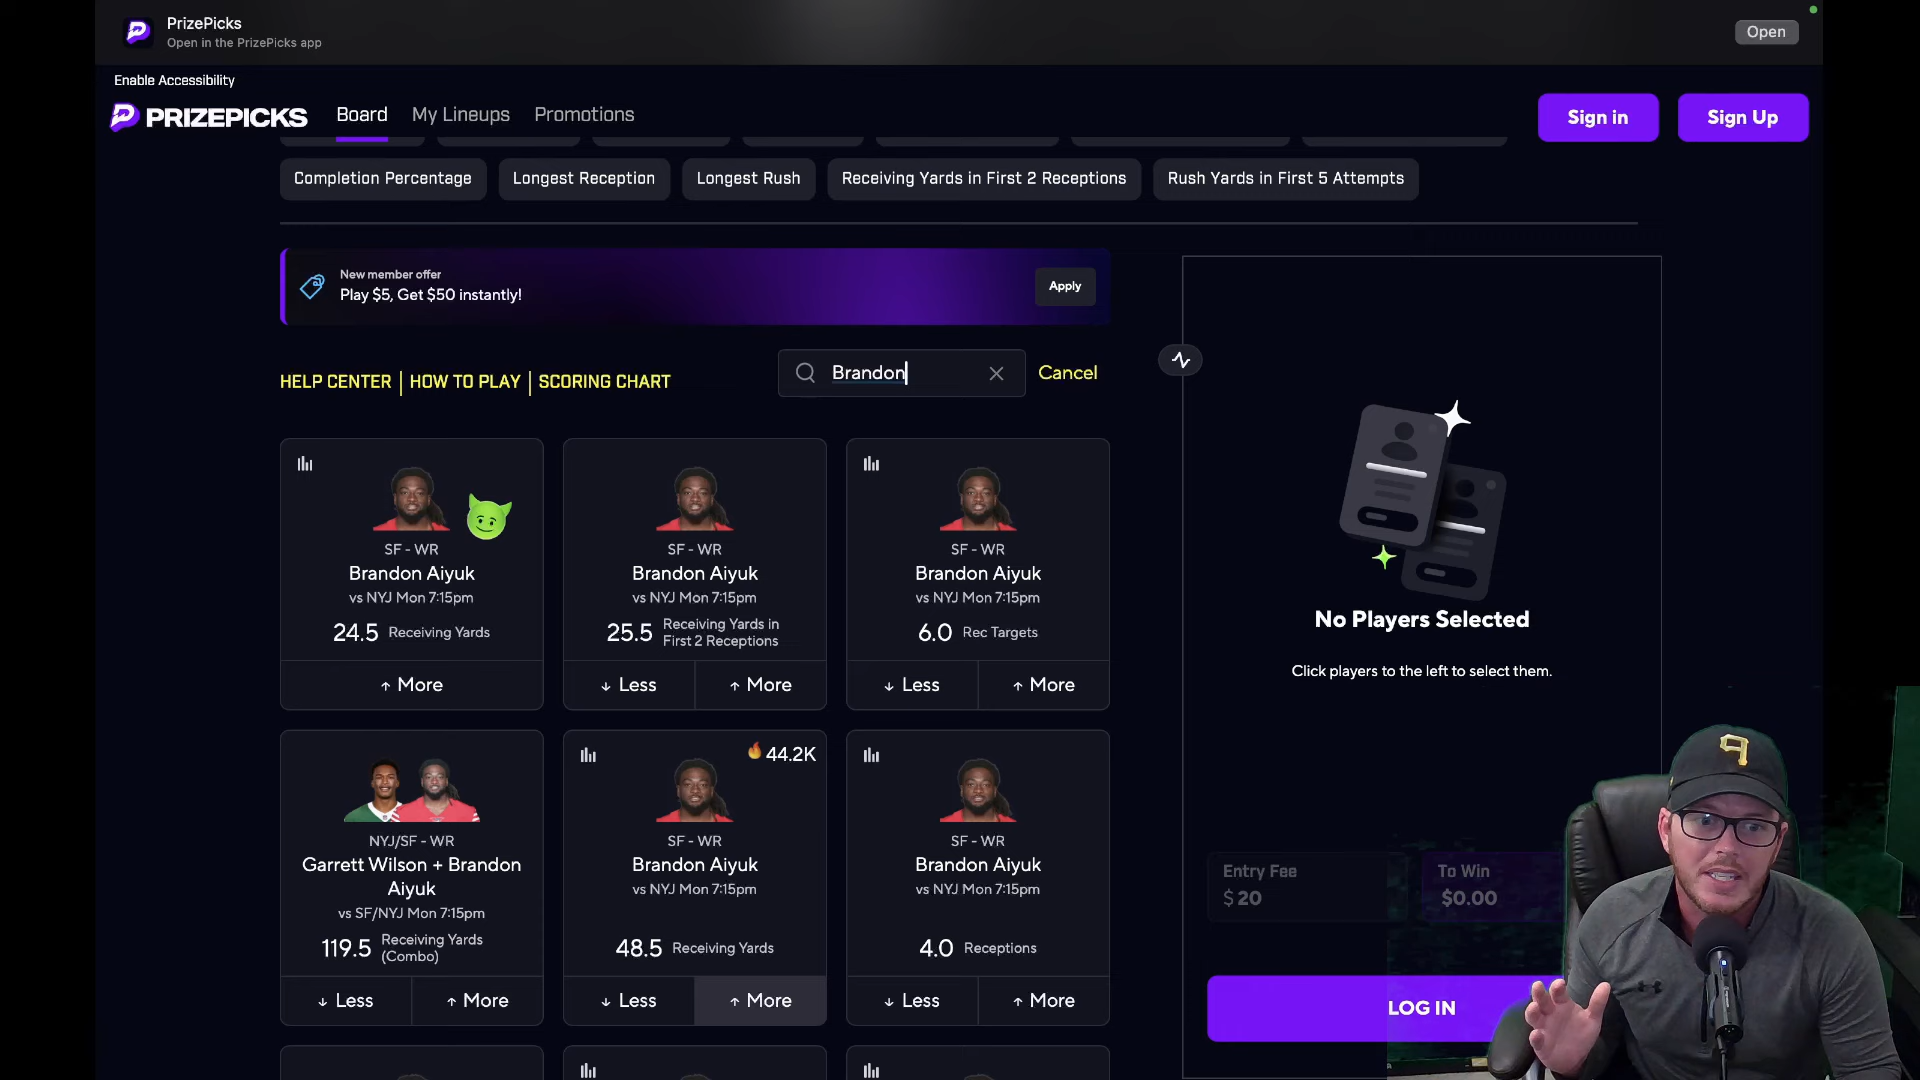 PrizePicks
Open in the PrizePicks app
Open
Enable Accessibility
PRIZEPICKS
Board
My Lineups
Promotions
Sign in
Sign Up
Completion Percentage
Longest Reception
Longest Rush
Receiving Yards in First 2 Receptions
Rush Yards in First 5 Attempts
New member offer
Play $5, Get $50 instantly!
Apply
HELP CENTER | HOW TO PLAY | SCORING CHART
Brandon
Cancel
SF - WR
Brandon Aiyuk
vs NYJ Mon 7:15pm
24.5 Receiving Yards
↑ More
SF - WR
Brandon Aiyuk
vs NYJ Mon 7:15pm
25.5 Receiving Yards in
First 2 Receptions
↓ Less
↑ More
SF - WR
Brandon Aiyuk
vs NYJ Mon 7:15pm
6.0 Rec Targets
↓ Less
↑ More
NYJ/SF - WR
Garrett Wilson + Brandon
Aiyuk
vs SF/NYJ Mon 7:15pm
119.5 Receiving Yards
(Combo)
↓ Less
↑ More
44.2K
SF - WR
Brandon Aiyuk
vs NYJ Mon 7:15pm
48.5 Receiving Yards
↓ Less
↑ More
SF - WR
Brandon Aiyuk
vs NYJ Mon 7:15pm
4.0 Receptions
↓ Less
↑ More
No Players Selected
Click players to the left to select them.
Entry Fee
$ 20
To Win
$0.00
LOG IN
P